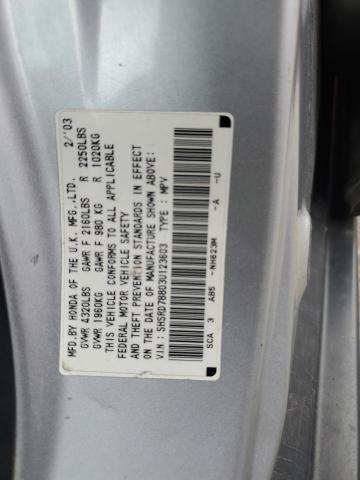 MFD. BY HONDA OF THE U.K. MFG.,LTD. 2/'03
GVWR 4320LBS GAWR F 2160LBS R 2250LBS
GVWR 1960KG GAWR F 980 KG R 1020KG
THIS VEHICLE CONFORMS TO ALL APPLICABLE
FEDERAL MOTOR VEHICLE SAFETY
AND THEFT PREVENTION STANDARDS IN EFFECT
ON THE DATE OF MANUFACTURE SHOWN ABOVE:
V.I.N: SHSRD78803U123603 TYPE: MPV
SCA 3 AB5 -NH623M -A -U